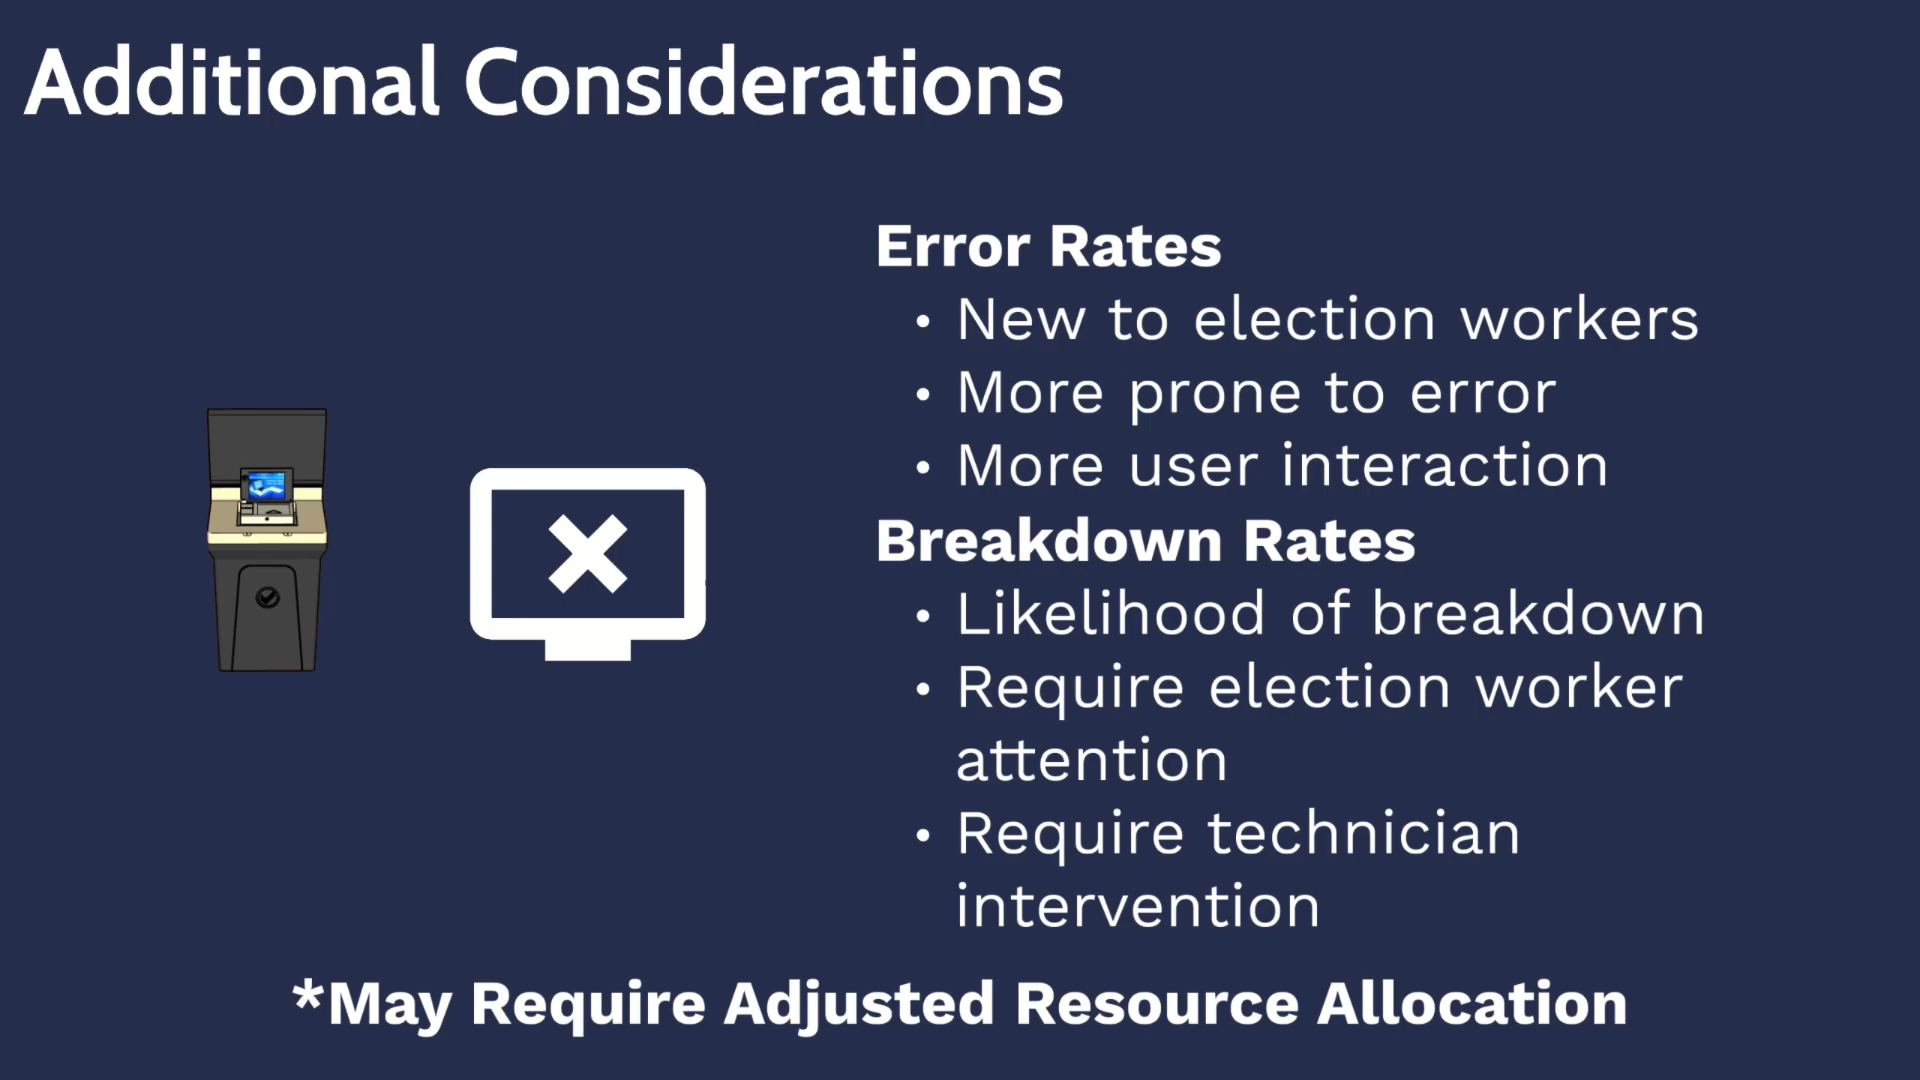 Additional Considerations
Error Rates
• New to election workers
• More prone to error
• More user interaction
Breakdown Rates
• Likelihood of breakdown
• Require election worker
attention
• Require technician
intervention
*May Require Adjusted Resource Allocation